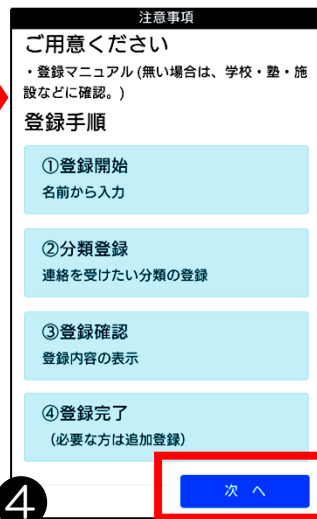 注意事項
ご用意ください
・登録マニュアル (無い場合は、学校・塾・施
設などに確認。)
登録手順
①登録開始
名前から入力
②分類登録
連絡を受けたい分類の登録
③登録確認
登録内容の表示
④登録完了
（必要な方は追加登録）
次 へ
4